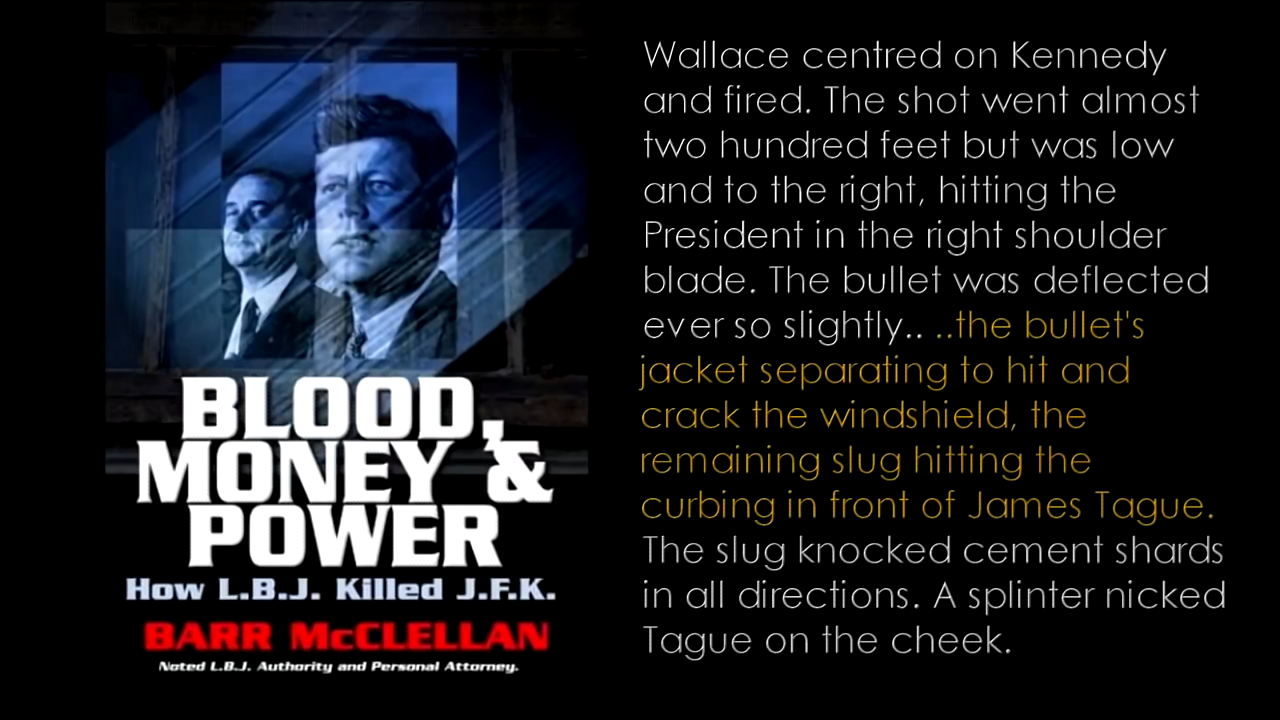 BLOOD,
MONEY &
POWER
How L.B.J. Killed J.F.K.
BARR McCLELLAN
Noted L.B.J. Authority and Personal Attorney.
Wallace centred on Kennedy
and fired. The shot went almost
two hundred feet but was low
and to the right, hitting the
President in the right shoulder
blade. The bullet was deflected
ever so slightly.. ..the bullet's
jacket separating to hit and
crack the windshield, the
remaining slug hitting the
curbing in front of James Tague.
The slug knocked cement shards
in all directions. A splinter nicked
Tague on the cheek.